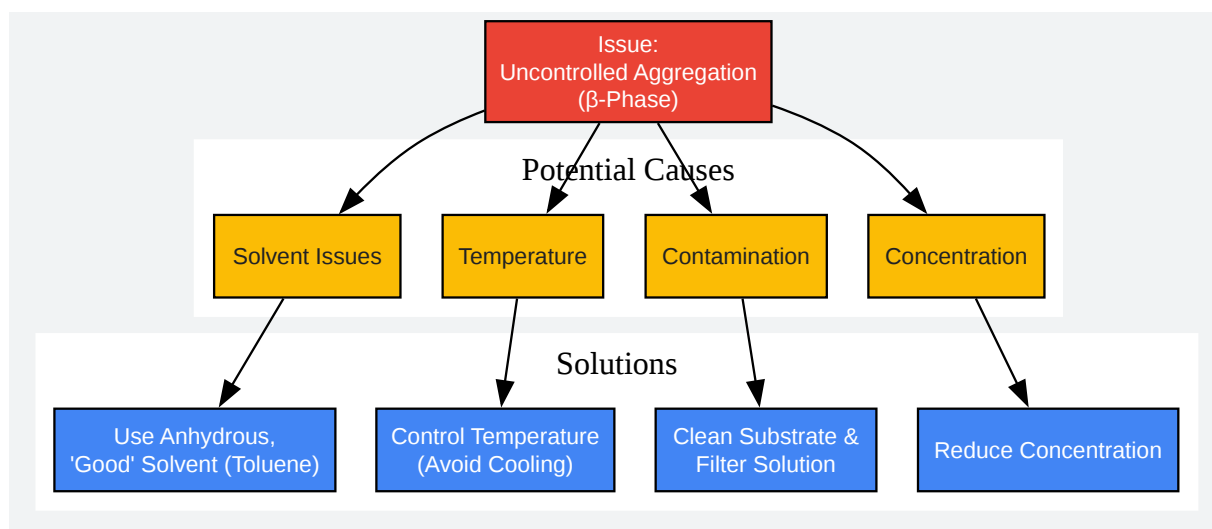 Issue:
Uncontrolled Aggregation
(β-Phase)
Potential Causes
Solvent Issues
Temperature
Contamination
Concentration
Solutions
Use Anhydrous,
'Good' Solvent (Toluene)
Control Temperature
(Avoid Cooling)
Clean Substrate &
Filter Solution
Reduce Concentration